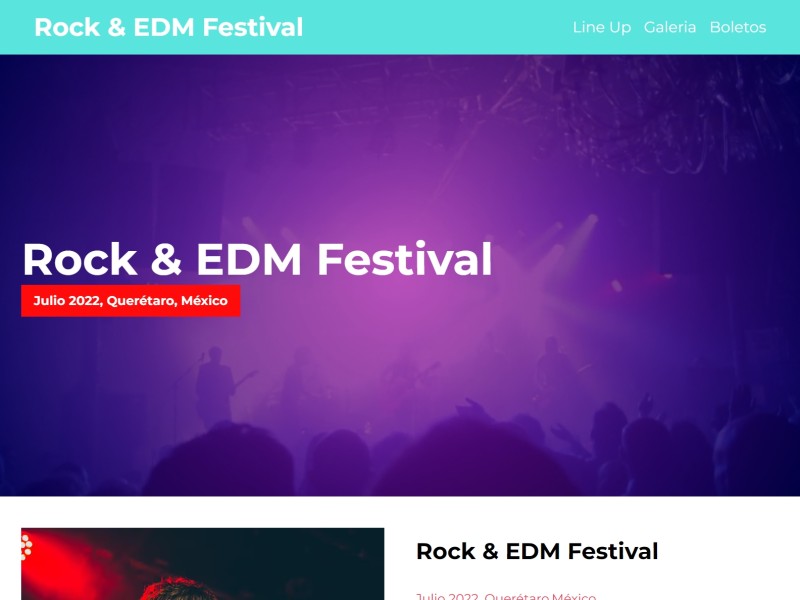 Rock & EDM Festival
Line Up Galeria Boletos
Rock & EDM Festival
Julio 2022, Querétaro, México
Rock & EDM Festival
Julio 2022, Querétaro,México